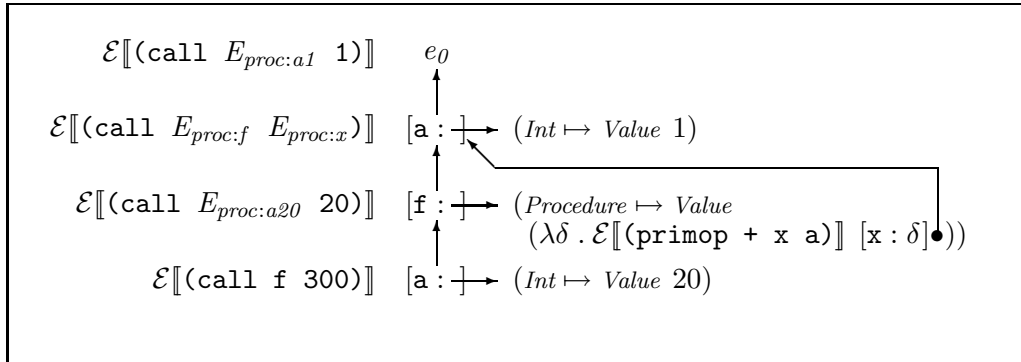 ℰ⟦(call E_proc:a1 1)⟧ e_0
ℰ⟦(call E_proc:f E_proc:x)⟧ [a : ] (Int ↦ Value 1)
ℰ⟦(call E_proc:a20 20)⟧ [f : ] (Procedure ↦ Value
(λδ . ℰ⟦(primop + x a)⟧ [x : δ]●))
ℰ⟦(call f 300)⟧ [a : ] (Int ↦ Value 20)